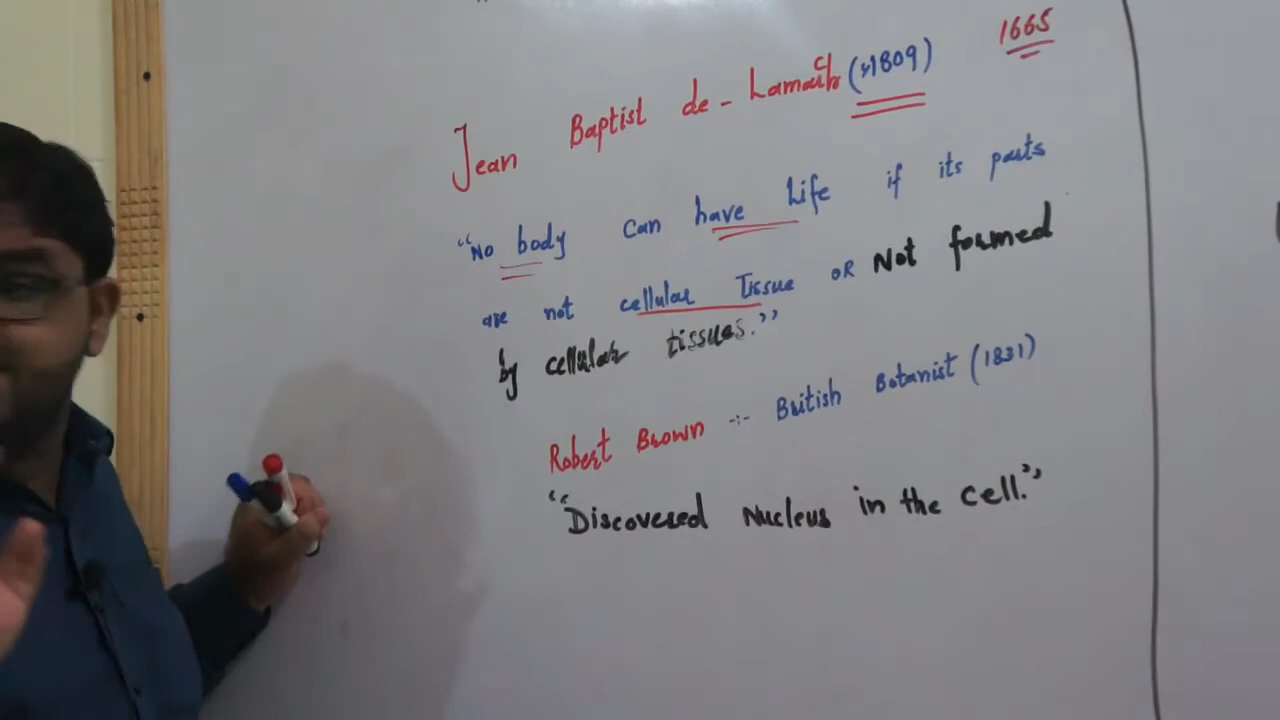 1665
Jean Baptist de-Lamarck (1809)
"No body can have Life if its parts
are not cellular Tissue OR Not formed
by cellular tissues."
Robert Brown :- British Botanist (1831)
"Discovered Nucleus in the cell."